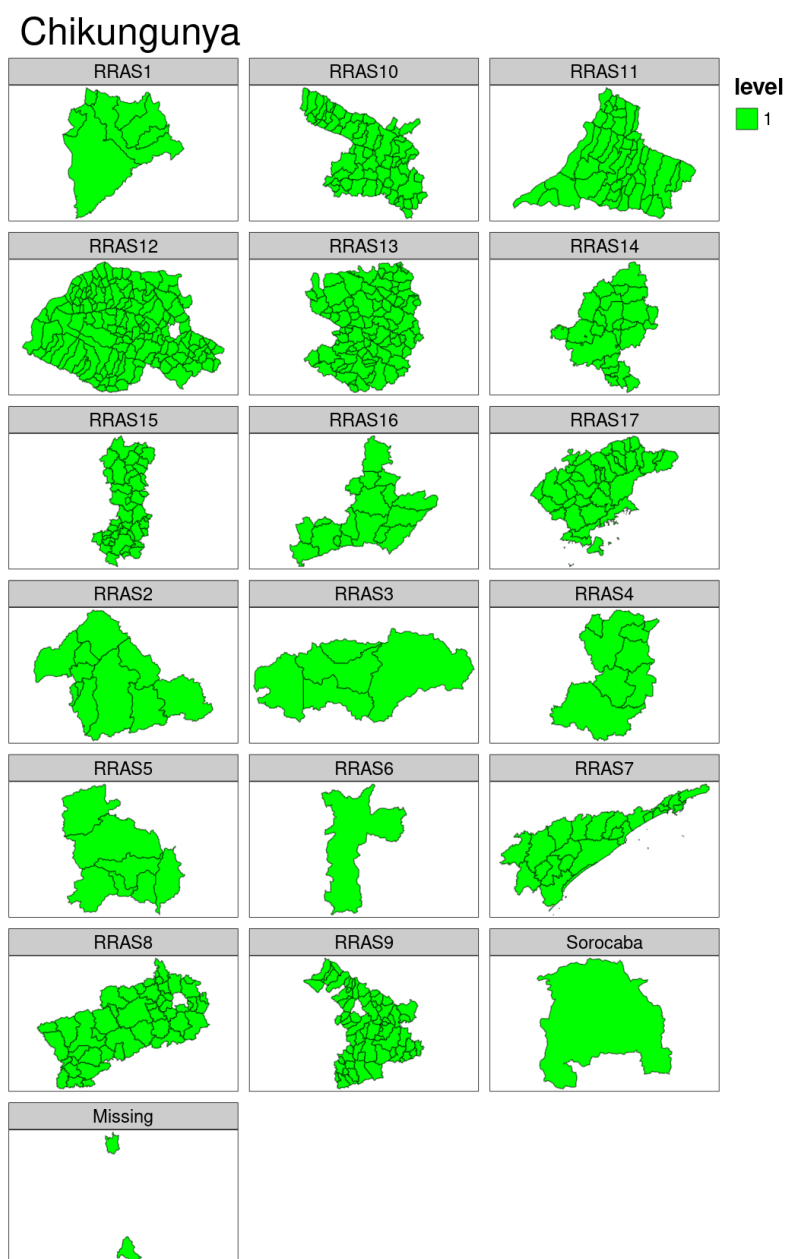 Chikungunya
RRAS1
RRAS10
RRAS11
level
1
RRAS12
RRAS13
RRAS14
RRAS15
RRAS16
RRAS17
RRAS2
RRAS3
RRAS4
RRAS5
RRAS6
RRAS7
RRAS8
RRAS9
Sorocaba
Missing